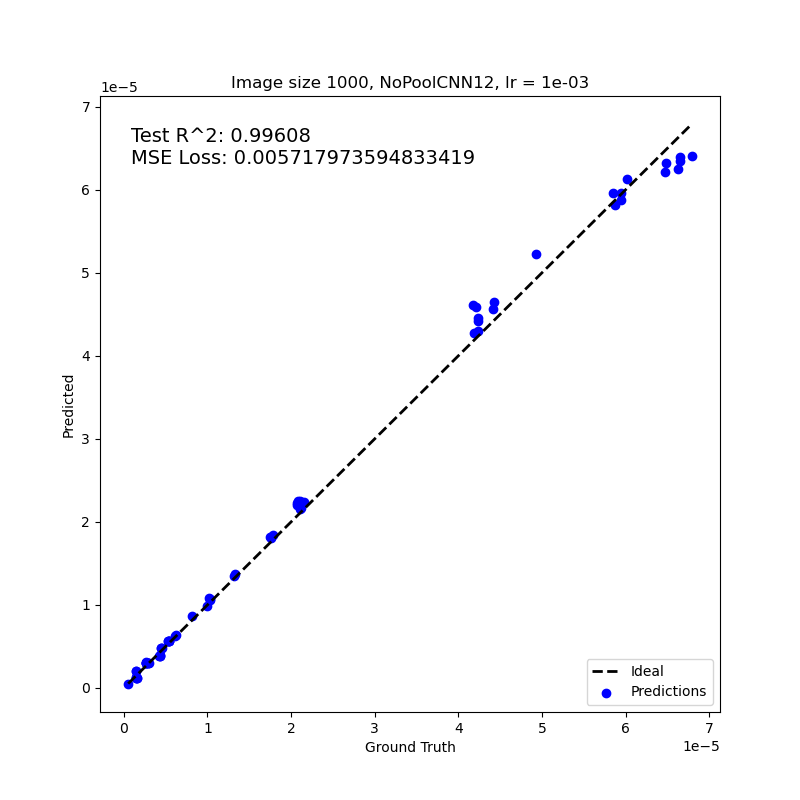 Image size 1000, NoPoolCNN12, lr = 1e-03
1e−5
Test R^2: 0.99608
MSE Loss: 0.005717973594833419
7
6
5
4
3
2
1
0
Predicted
Ideal
Predictions
0 1 2 3 4 5 6 7
Ground Truth
1e−5